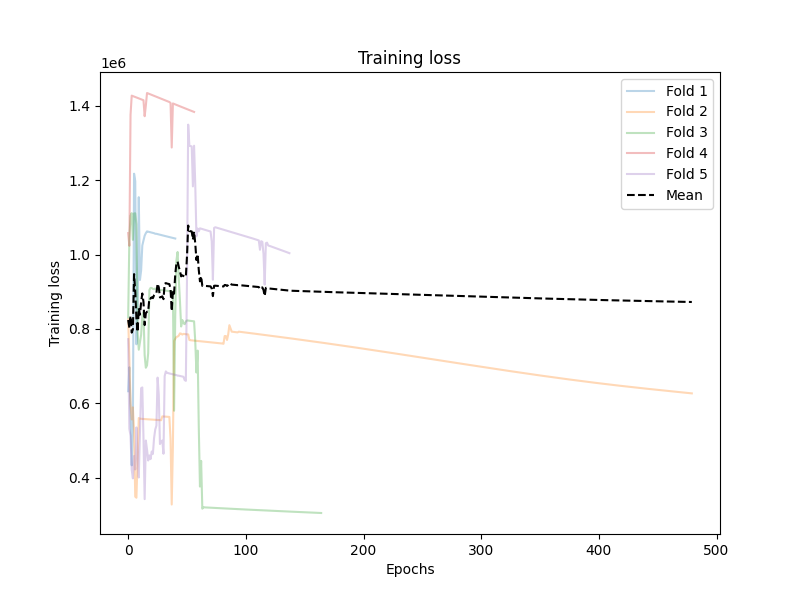 Training loss
1e6
1.4
1.2
1.0
0.8
0.6
0.4
Training loss
0
100
200
300
400
500
Epochs
Fold 1
Fold 2
Fold 3
Fold 4
Fold 5
Mean